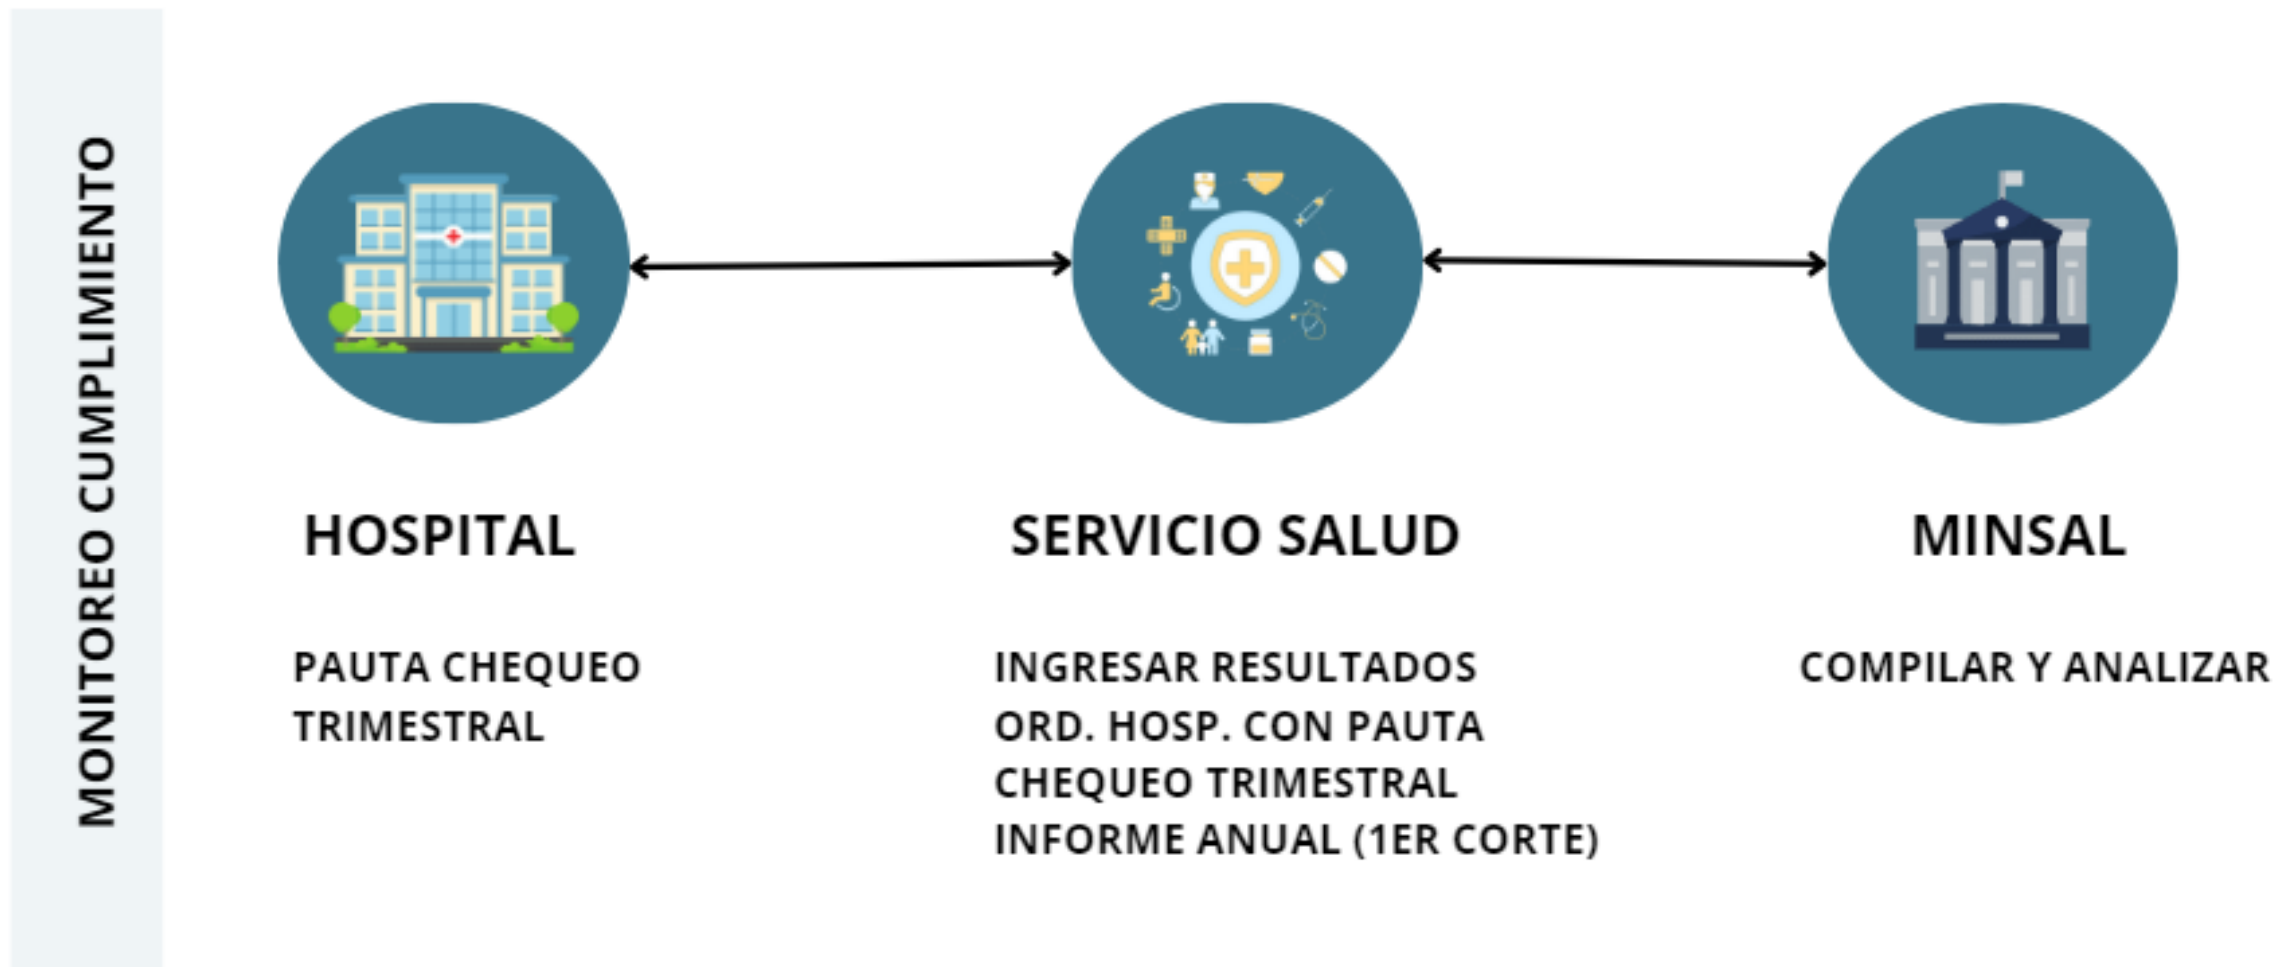 MONITOREO CUMPLIMIENTO
HOSPITAL
PAUTA CHEQUEO
TRIMESTRAL
SERVICIO SALUD
INGRESAR RESULTADOS
ORD. HOSP. CON PAUTA
CHEQUEO TRIMESTRAL
INFORME ANUAL (1ER CORTE)
MINSAL
COMPILAR Y ANALIZAR